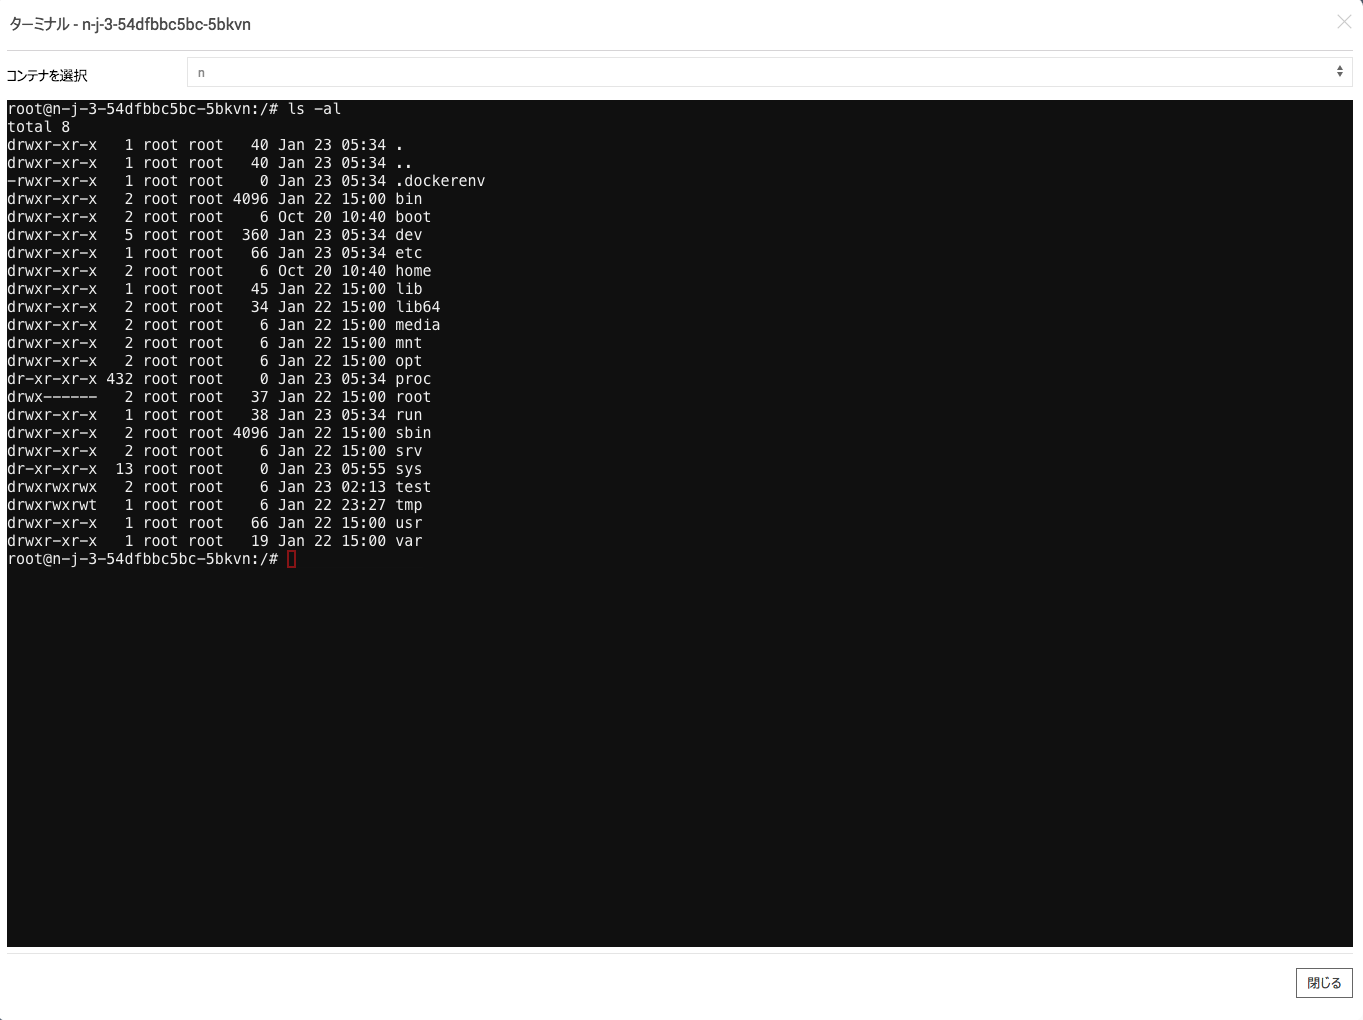 ターミナル - n-j-3-54dfbbc5bc-5bkvn
コンテナを選択
n
root@n-j-3-54dfbbc5bc-5bkvn:/# ls -al
total 8
drwxr-xr-x   1 root root   40 Jan 23 05:34 .
drwxr-xr-x   1 root root   40 Jan 23 05:34 ..
-rwxr-xr-x   1 root root    0 Jan 23 05:34 .dockerenv
drwxr-xr-x   2 root root 4096 Jan 22 15:00 bin
drwxr-xr-x   2 root root    6 Oct 20 10:40 boot
drwxr-xr-x   5 root root  360 Jan 23 05:34 dev
drwxr-xr-x   1 root root   66 Jan 23 05:34 etc
drwxr-xr-x   2 root root    6 Oct 20 10:40 home
drwxr-xr-x   1 root root   45 Jan 22 15:00 lib
drwxr-xr-x   2 root root   34 Jan 22 15:00 lib64
drwxr-xr-x   2 root root    6 Jan 22 15:00 media
drwxr-xr-x   2 root root    6 Jan 22 15:00 mnt
drwxr-xr-x   2 root root    6 Jan 22 15:00 opt
dr-xr-xr-x 432 root root    0 Jan 23 05:34 proc
drwx------   2 root root   37 Jan 22 15:00 root
drwxr-xr-x   1 root root   38 Jan 23 05:34 run
drwxr-xr-x   2 root root 4096 Jan 22 15:00 sbin
drwxr-xr-x   2 root root    6 Jan 22 15:00 srv
dr-xr-xr-x  13 root root    0 Jan 23 05:55 sys
drwxrwxrwx   2 root root    6 Jan 23 02:13 test
drwxrwxrwt   1 root root    6 Jan 22 23:27 tmp
drwxr-xr-x   1 root root   66 Jan 22 15:00 usr
drwxr-xr-x   1 root root   19 Jan 22 15:00 var
root@n-j-3-54dfbbc5bc-5bkvn:/#
閉じる